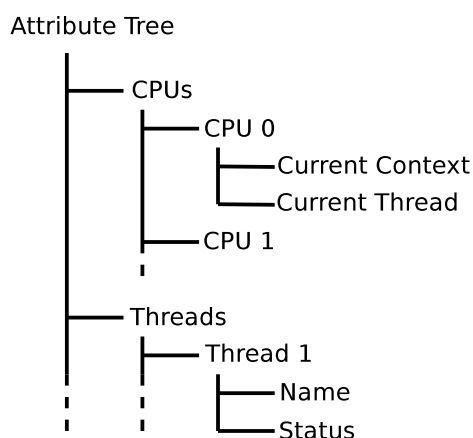 Attribute Tree
CPUs
CPU 0
Current Context
Current Thread
CPU 1
Threads
Thread 1
Name
Status